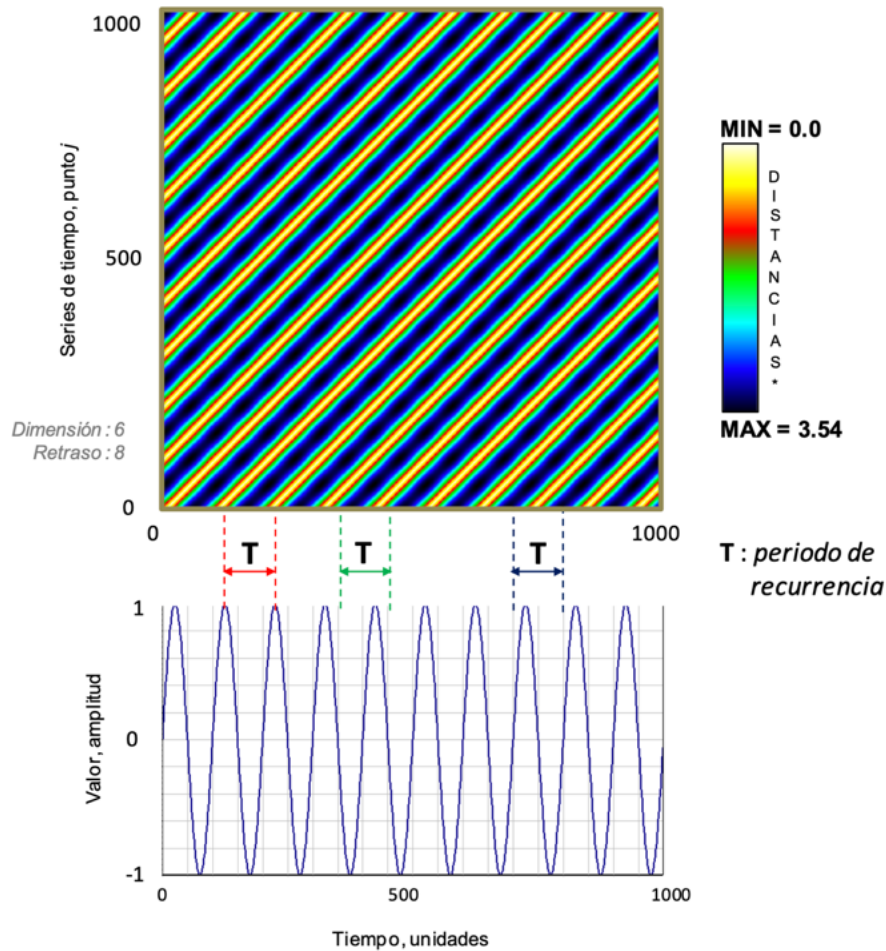 1000
Series de tiempo, punto j
500
Dimensión : 6
Retraso : 8
0
0
1000
MIN = 0.0
DISTANCIAS*
MAX = 3.54
T
T
T
T : periodo de
recurrencia
1
Valor, amplitud
0
-1
0
500
1000
Tiempo, unidades